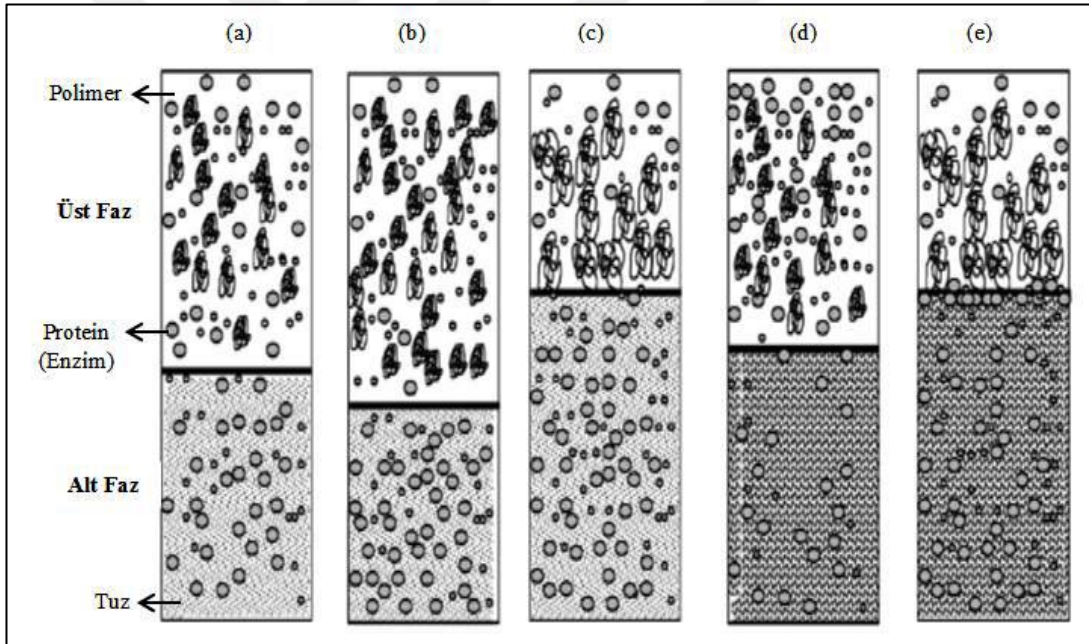 (a) (b) (c) (d) (e)
Polimer
Üst Faz
Protein
(Enzim)
Alt Faz
Tuz